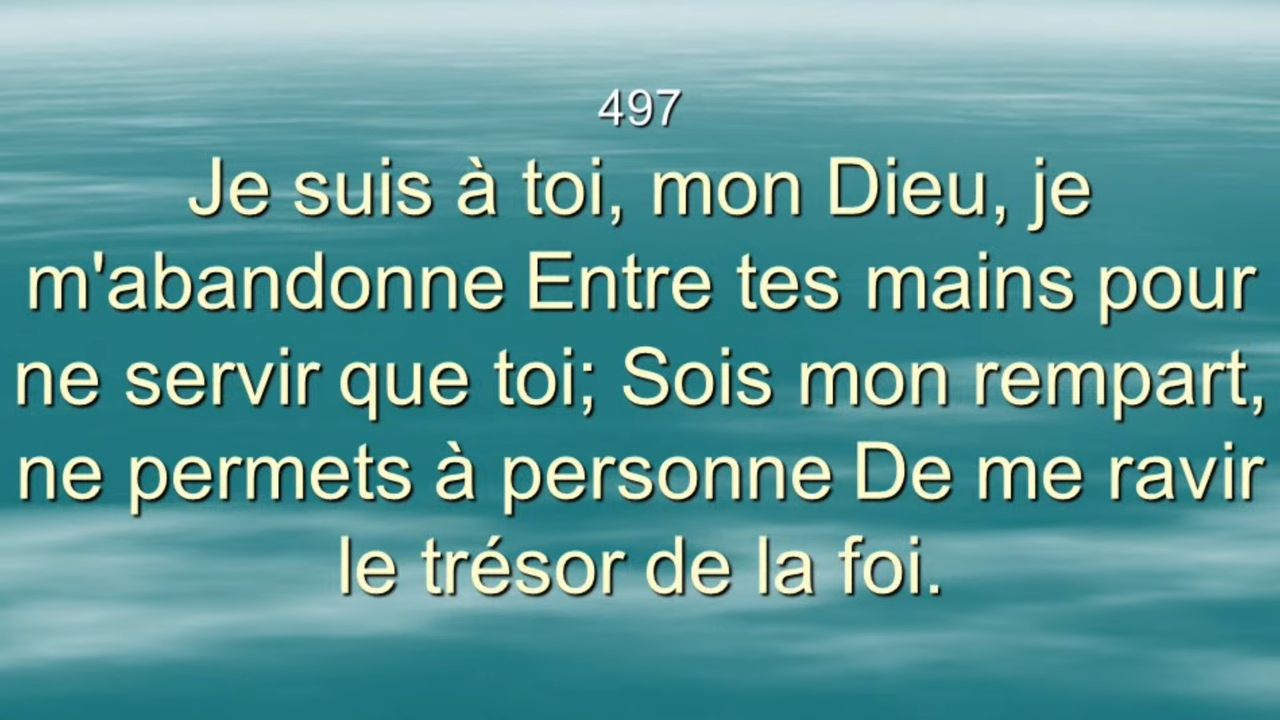 497
Je suis à toi, mon Dieu, je
m'abandonne Entre tes mains pour
ne servir que toi; Sois mon rempart,
ne permets à personne De me ravir
le trésor de la foi.